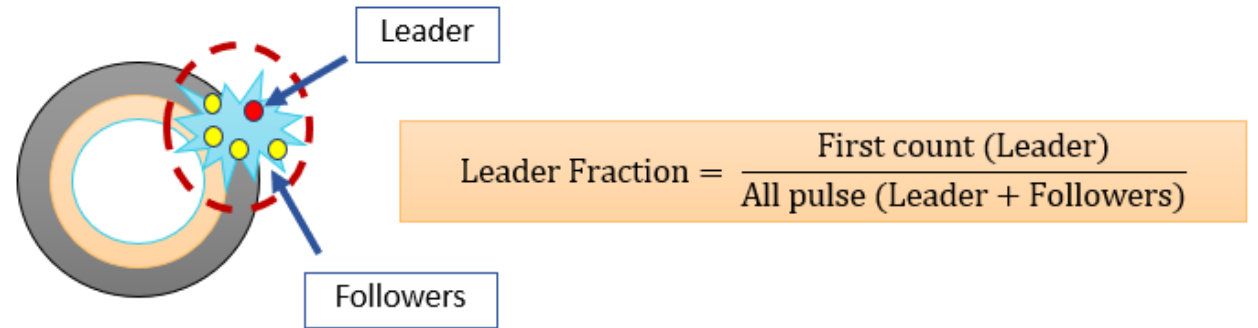 Leader
Followers
Leader Fraction = First count (Leader) / All pulse (Leader + Followers)